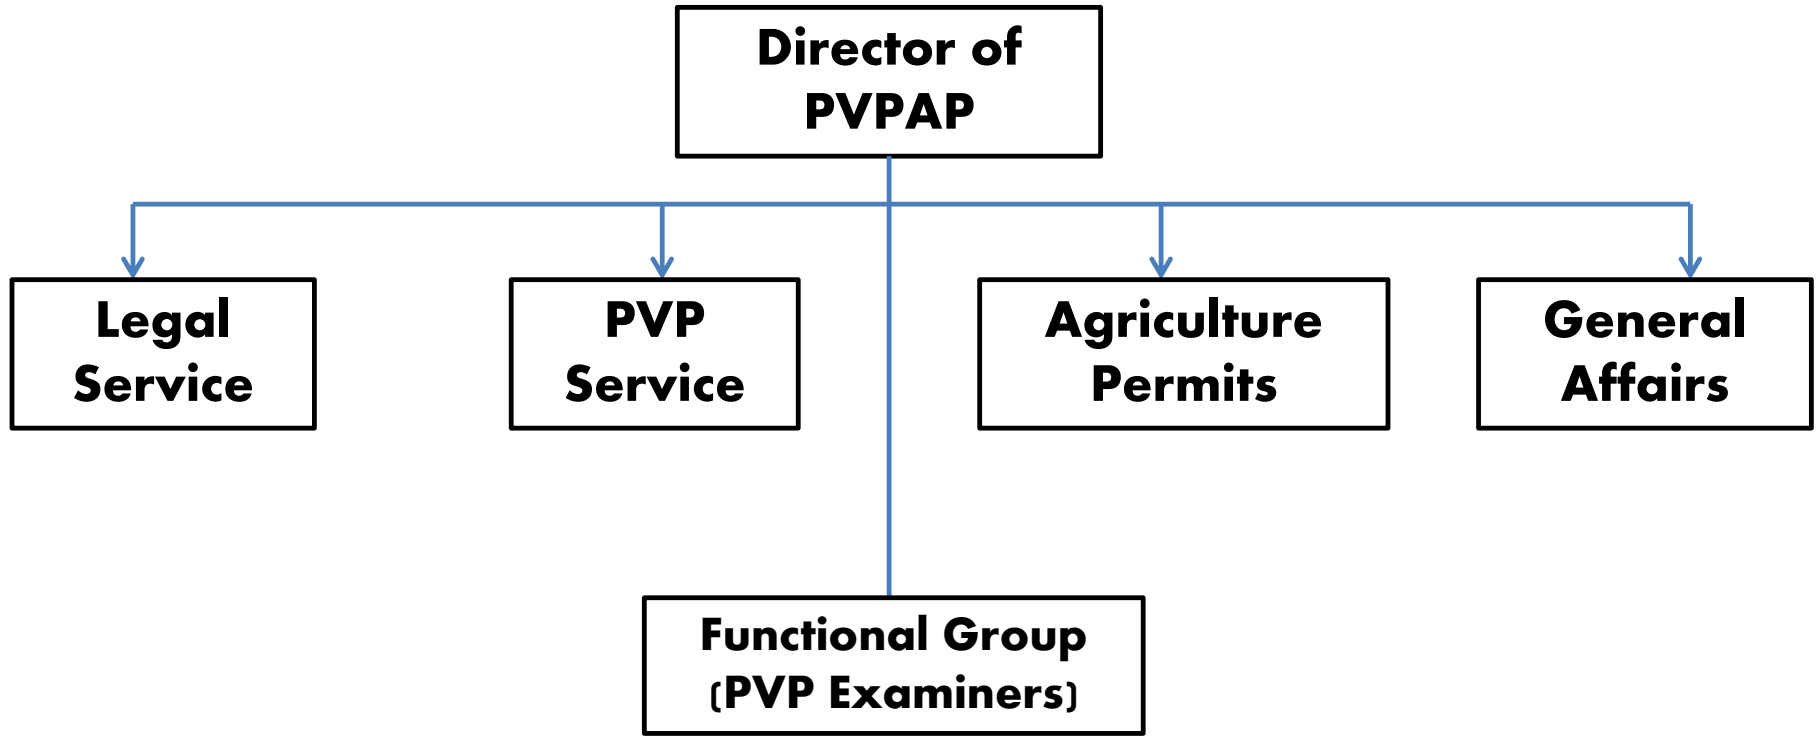 Director of
PVPAP
Legal
Service
PVP
Service
Agriculture
Permits
General
Affairs
Functional Group
(PVP Examiners)